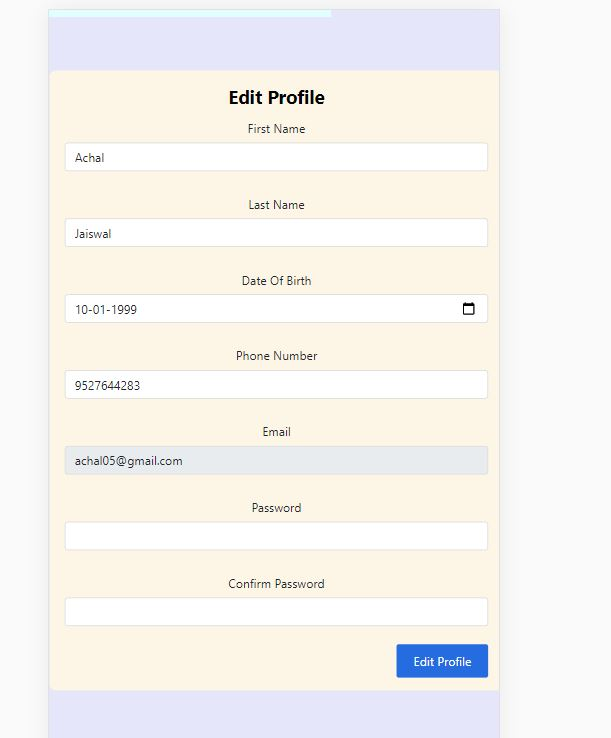 Edit Profile
First Name
Achal
Last Name
Jaiswal
Date Of Birth
10-01-1999
Phone Number
9527644283
Email
achal05@gmail.com
Password
Confirm Password
Edit Profile